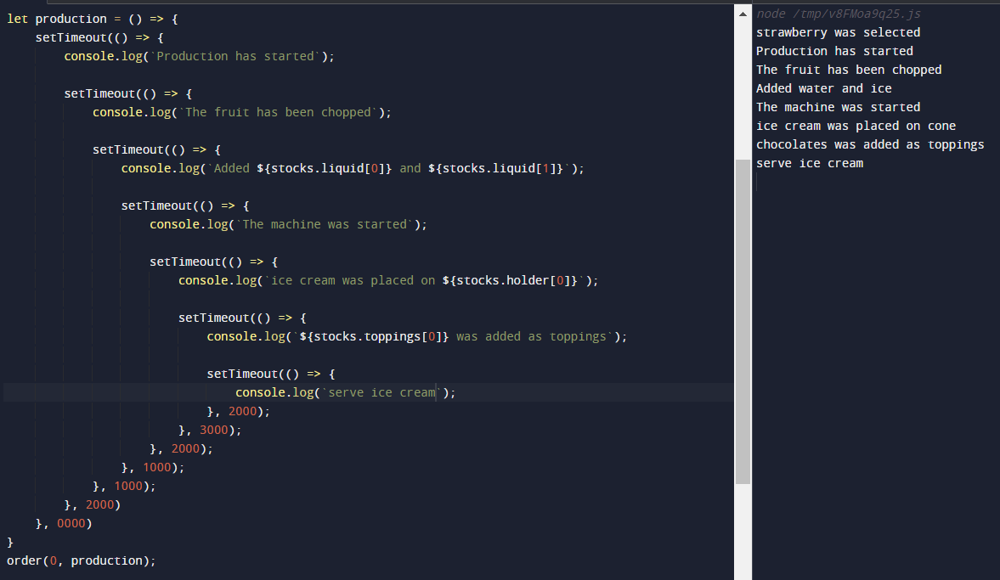 let production = () => {
    setTimeout(() => {
        console.log(`Production has started`);

        setTimeout(() => {
            console.log(`The fruit has been chopped`);

            setTimeout(() => {
                console.log(`Added ${stocks.liquid[0]} and ${stocks.liquid[1]}`);

                setTimeout(() => {
                    console.log(`The machine was started`);

                    setTimeout(() => {
                        console.log(`ice cream was placed on ${stocks.holder[0]}`);

                        setTimeout(() => {
                            console.log(`${stocks.toppings[0]} was added as toppings`);

                            setTimeout(() => {
                                console.log(`serve ice cream`);
                            }, 2000);
                        }, 3000);
                    }, 2000);
                }, 1000);
            }, 1000);
        }, 2000)
    }, 0000)
}
order(0, production);
node /tmp/v8FMoa9q25.js
strawberry was selected
Production has started
The fruit has been chopped
Added water and ice
The machine was started
ice cream was placed on cone
chocolates was added as toppings
serve ice cream